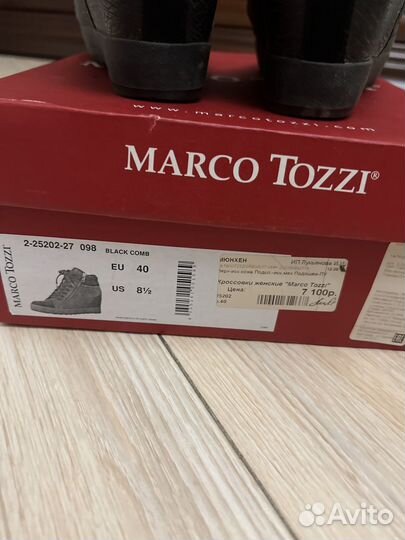 www.marcotozzi.com
MARCO TOZZI®
MARCO TOZZI
2-25202-27 098 BLACK COMB
EU 40
US 8½
МЮНХЕН
ИП Лукьянова И.И.
Кроссовки женские "Marco Tozzi"
Цена:
7 100р.
Avito